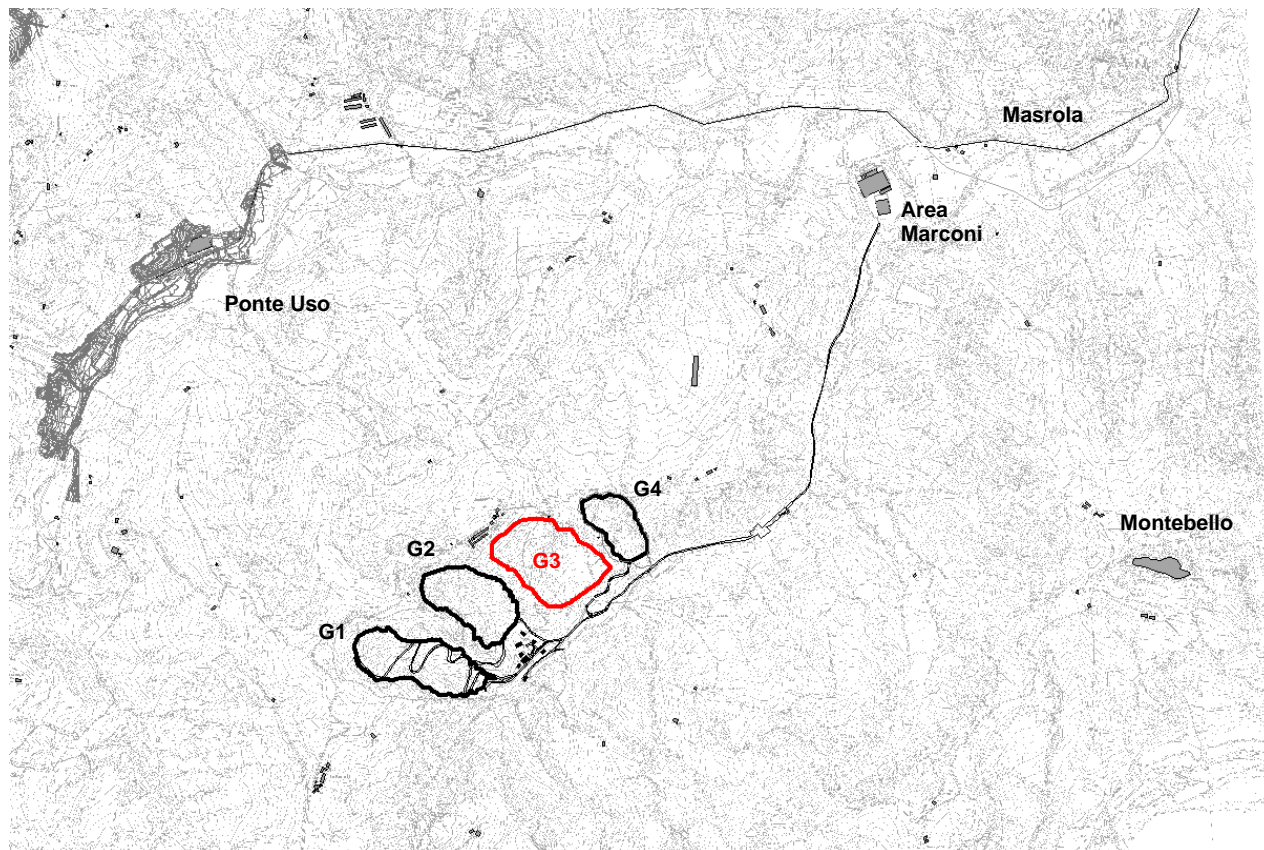 Masrola
Area
Marconi
Ponte Uso
G4
Montebello
G2
G3
G1